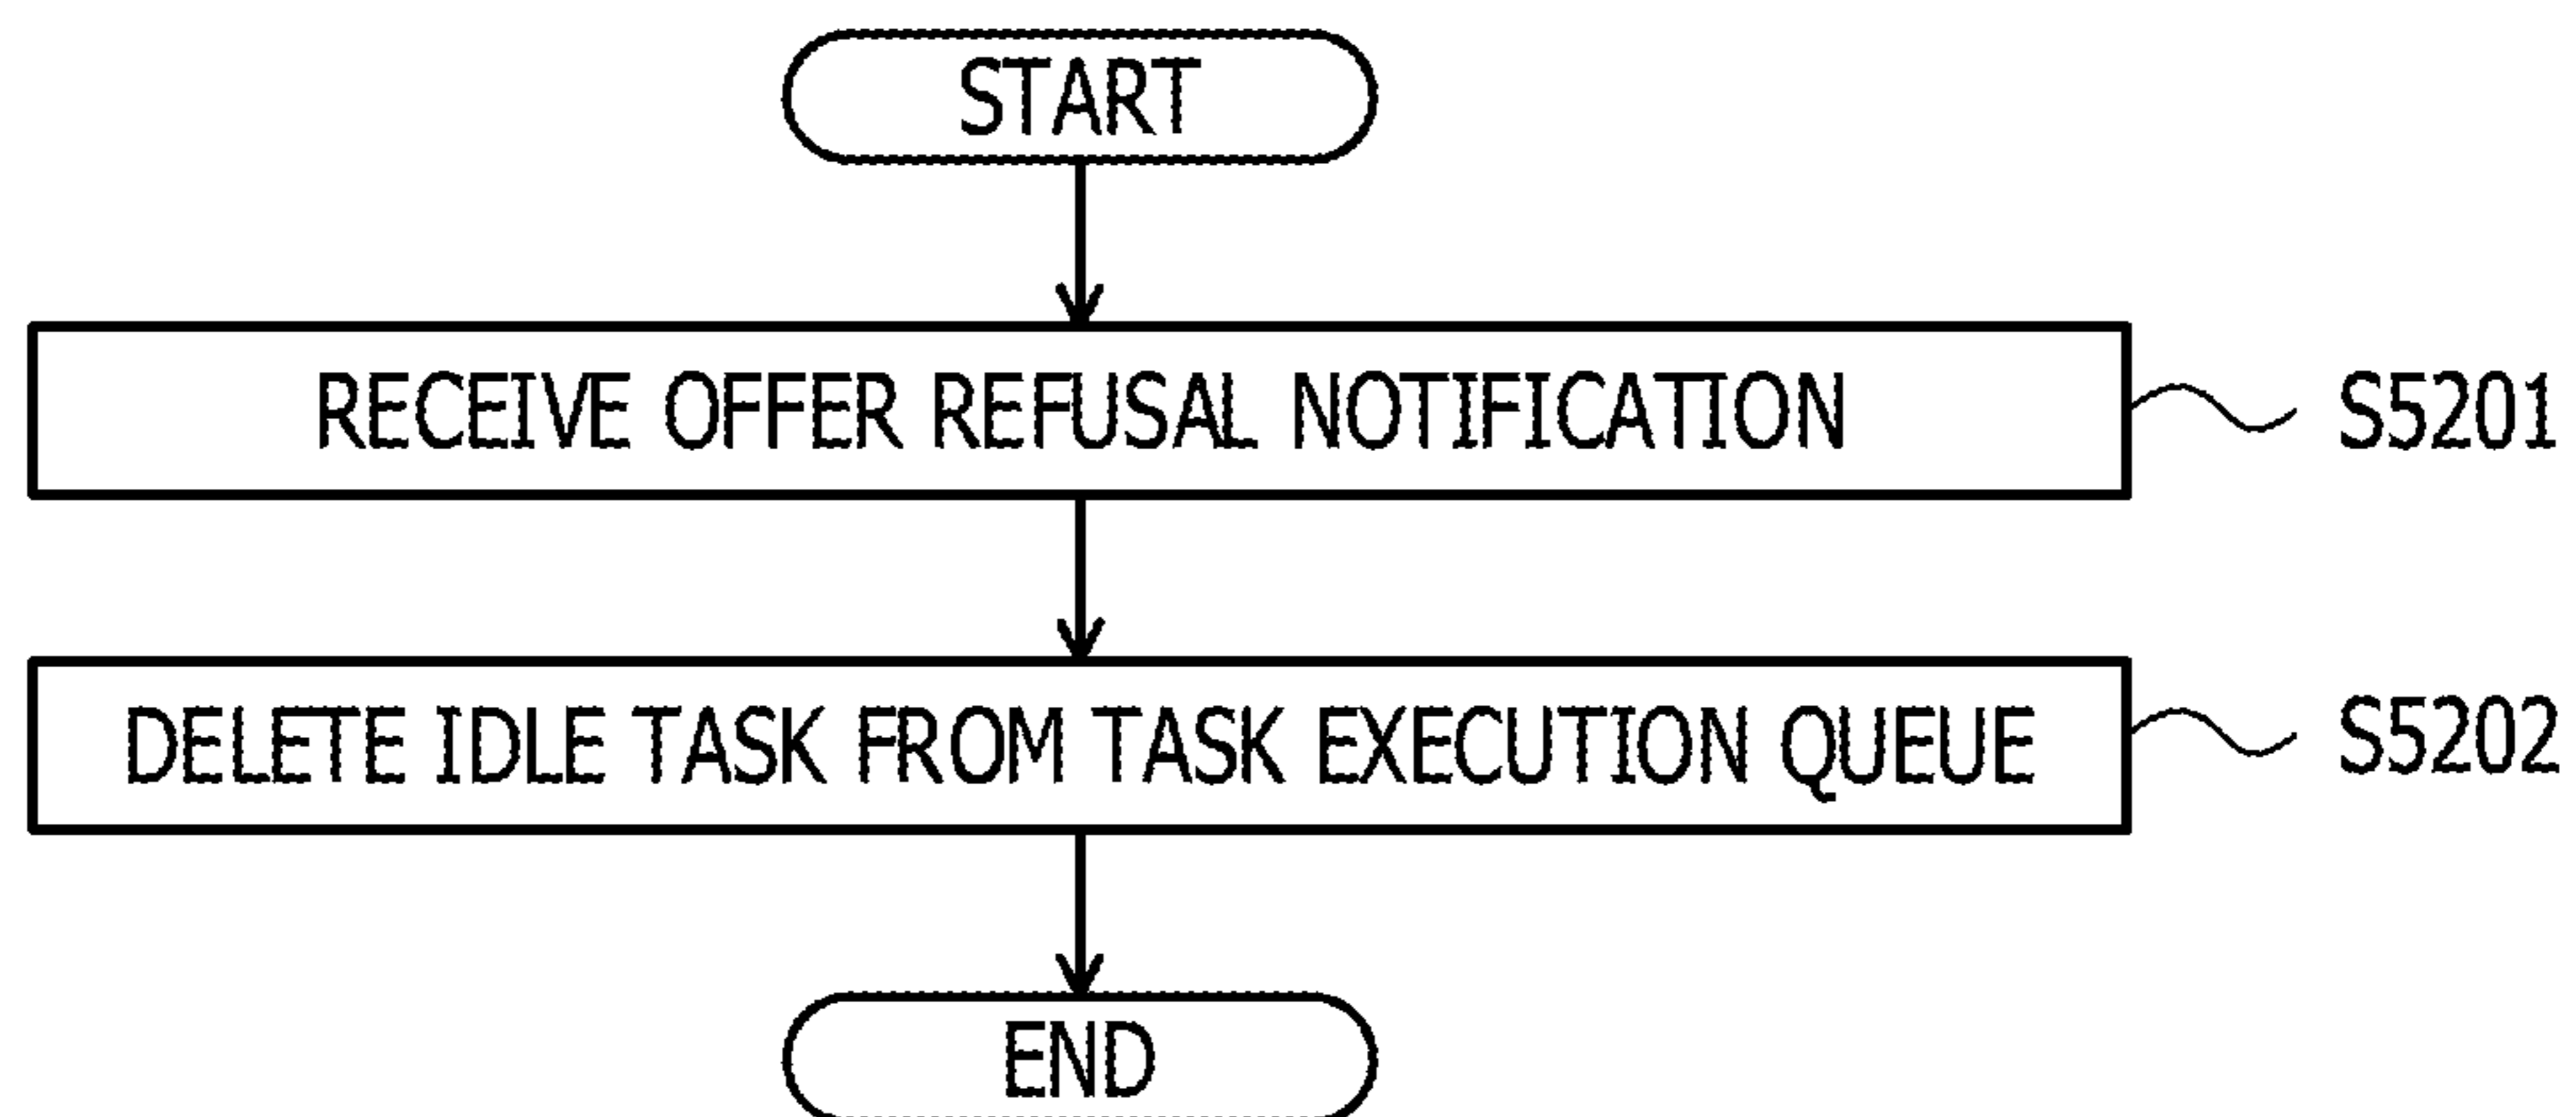 START
RECEIVE OFFER REFUSAL NOTIFICATION
S5201
DELETE IDLE TASK FROM TASK EXECUTION QUEUE
S5202
END